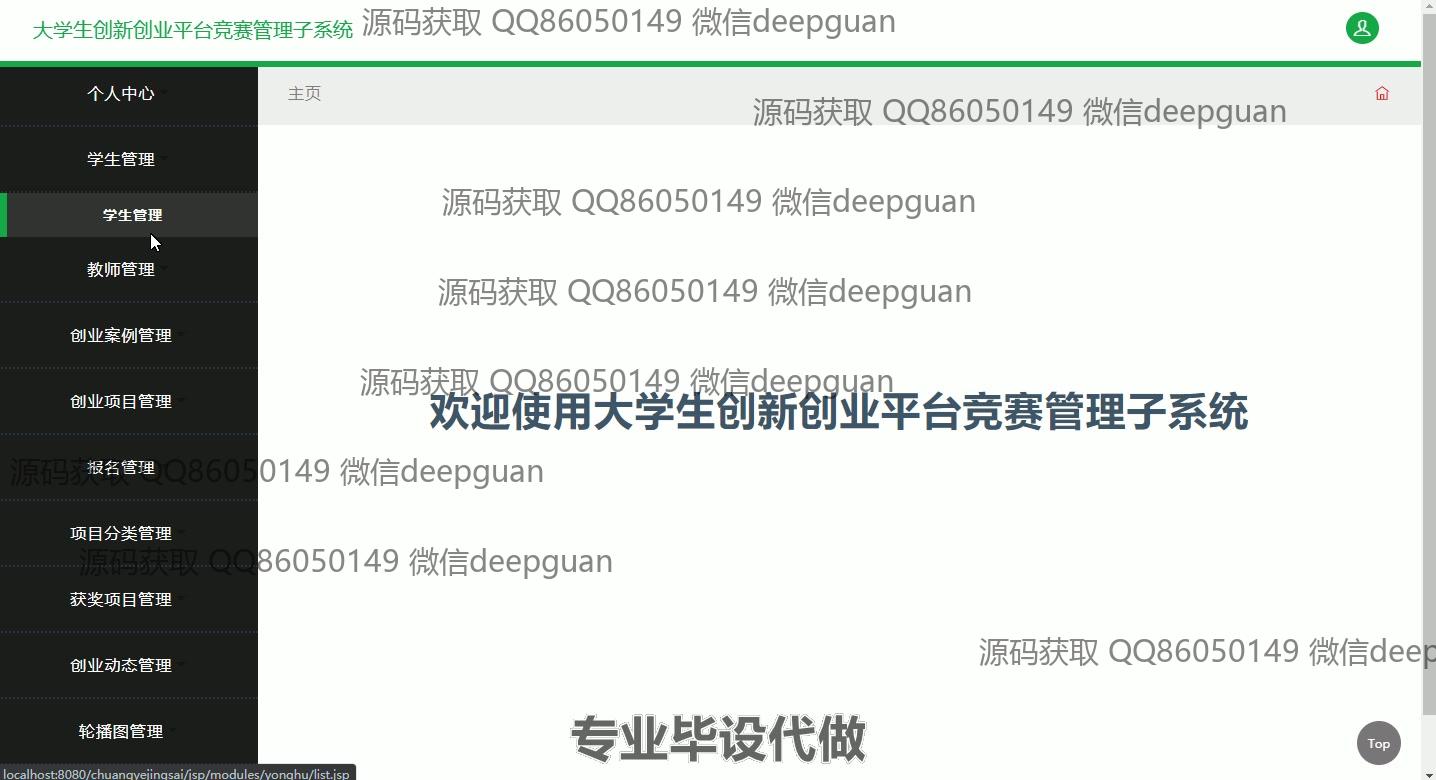 大学生创新创业平台竞赛管理子系统
源码获取 QQ86050149 微信deepguan
个人中心
主页
源码获取 QQ86050149 微信deepguan
学生管理
源码获取 QQ86050149 微信deepguan
学生管理
教师管理
源码获取 QQ86050149 微信deepguan
创业案例管理
源码获取 QQ86050149 微信deepguan
创业项目管理
欢迎使用大学生创新创业平台竞赛管理子系统
报名管理
源码获取 QQ86050149 微信deepguan
项目分类管理
源码获取 QQ86050149 微信deepguan
获奖项目管理
创业动态管理
源码获取 QQ86050149 微信deep
轮播图管理
专业毕设代做
Top
localhost:8080/chuangyejingsai/jsp/modules/yonghu/list.jsp